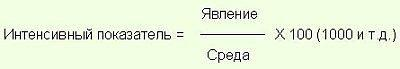 Явление
Интенсивный показатель = Х 100 (1000 и т.д.)
Среда